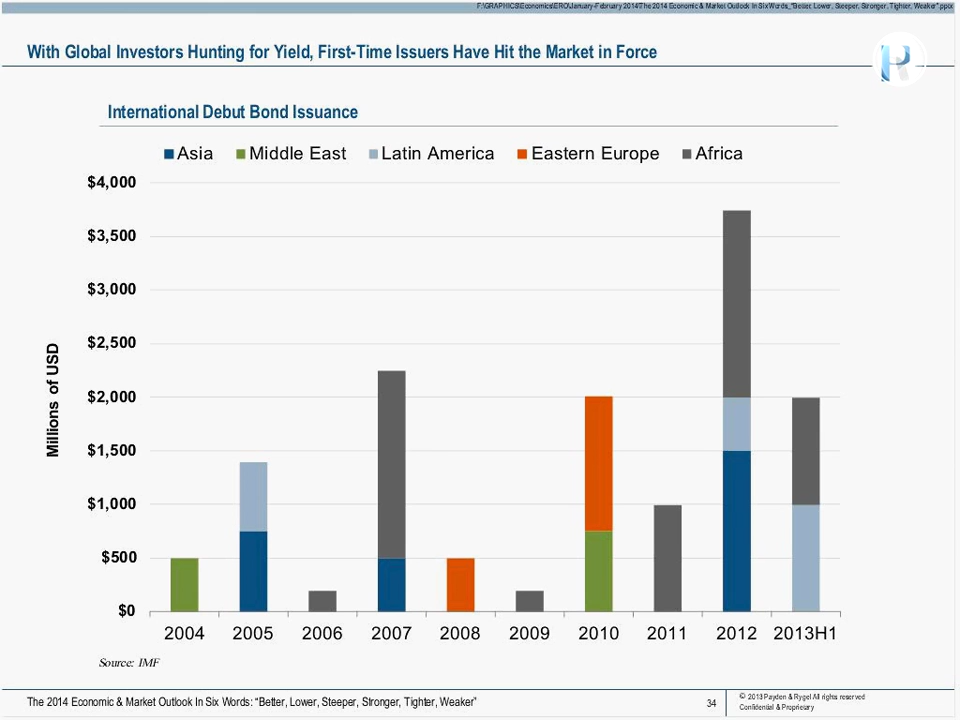 F:\GRAPHICS\Economics\ERO\January-February 2014\The 2014 Economic & Market Outlook In Six Words_"Better, Lower, Steeper, Stronger, Tighter, Weaker".ppo
With Global Investors Hunting for Yield, First-Time Issuers Have Hit the Market in Force
International Debut Bond Issuance
Asia Middle East Latin America Eastern Europe Africa
$4,000
$3,500
$3,000
$2,500
$2,000
$1,500
$1,000
$500
$0
Millions of USD
2004 2005 2006 2007 2008 2009 2010 2011 2012 2013H1
Source: IMF
The 2014 Economic & Market Outlook In Six Words: "Better, Lower, Steeper, Stronger, Tighter, Weaker"
34
© 2013 Payden & Rygel All rights reserved
Confidential & Proprietary